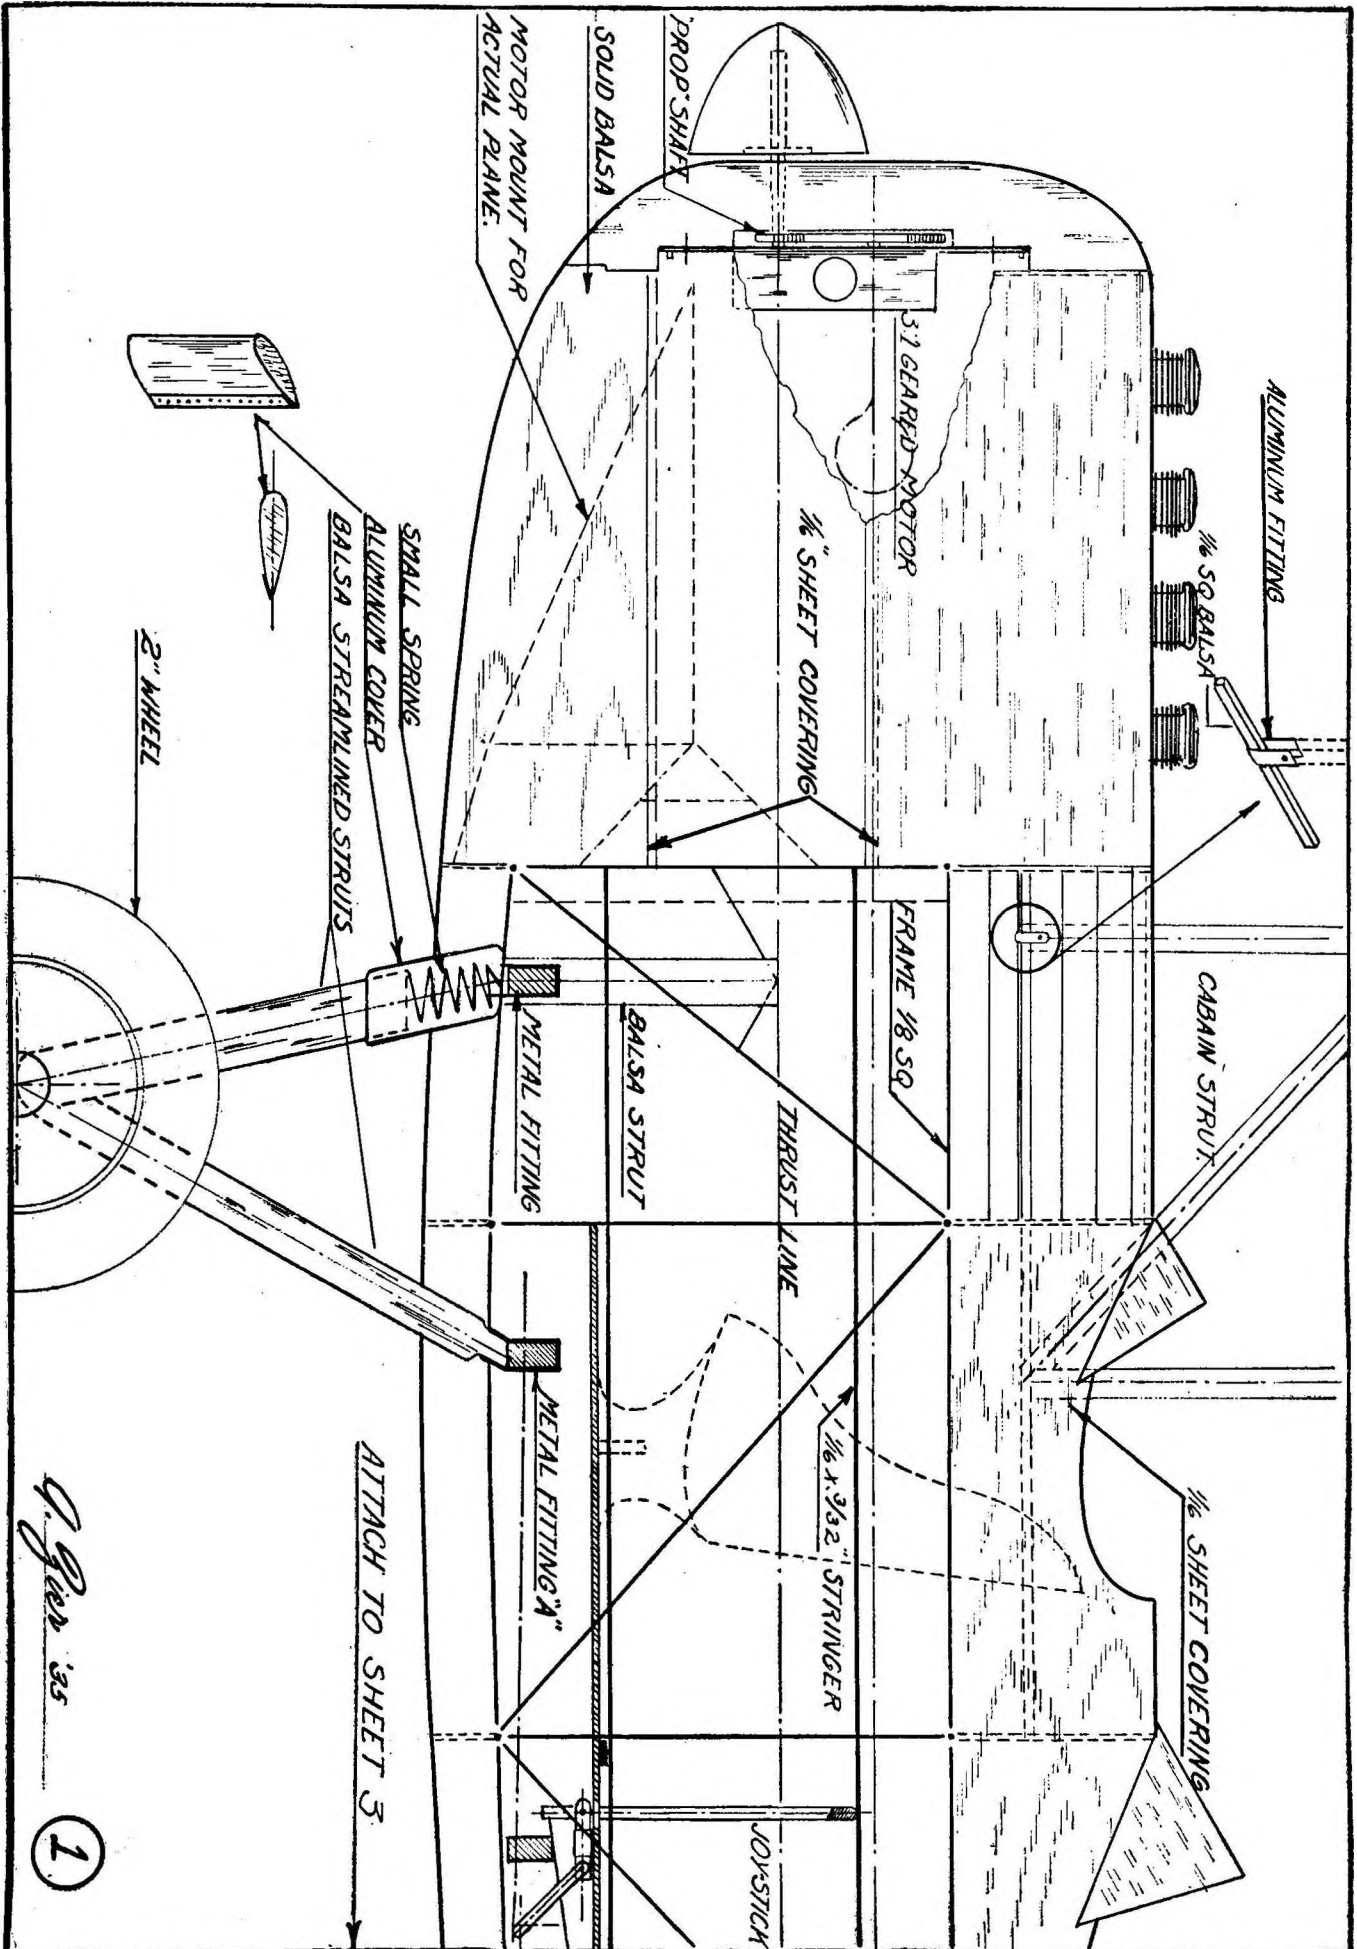 "PROP" SHAFT
SOLID BALSA
MOTOR MOUNT FOR
ACTUAL PLANE.
3:1 GEARED MOTOR
1/16" SHEET COVERING
ALUMINUM FITTING
1/16 SQ BALSA
CABAIN STRUT
FRAME 1/8 SQ
THRUST LINE
BALSA STRUT
METAL FITTING
SMALL SPRING
ALUMINUM COVER
BALSA STREAMLINED STRUTS
2" WHEEL
1/16 SHEET COVERING
1/16 X 3/32" STRINGER
METAL FITTING "A"
JOY-STICK
ATTACH TO SHEET 3
'35
1